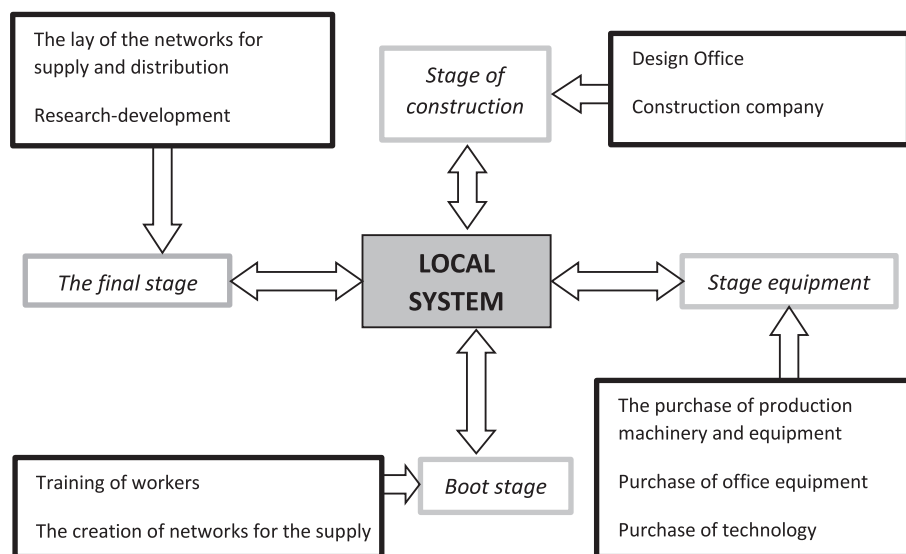 The lay of the networks for
supply and distribution
Research-development
Stage of
construction
Design Office
Construction company
The final stage
LOCAL
SYSTEM
Stage equipment
Training of workers
The creation of networks for the supply
Boot stage
The purchase of production
machinery and equipment
Purchase of office equipment
Purchase of technology